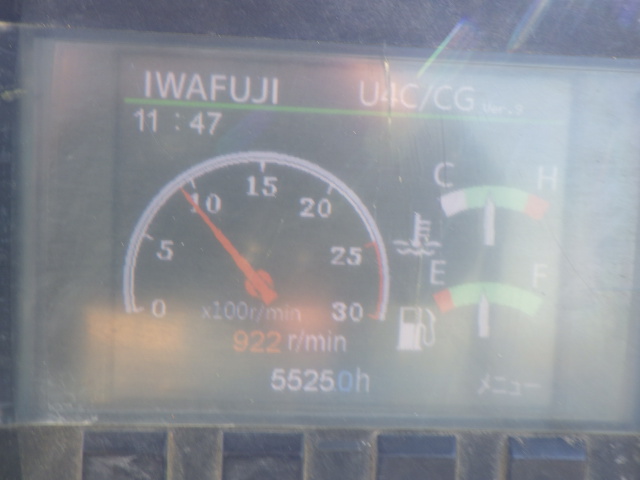 IWAFUJI U4C/CG
11 : 47
C H
5 10 15 20 25
E F
0 x100r/min 30
922 r/min
55250h メニュー